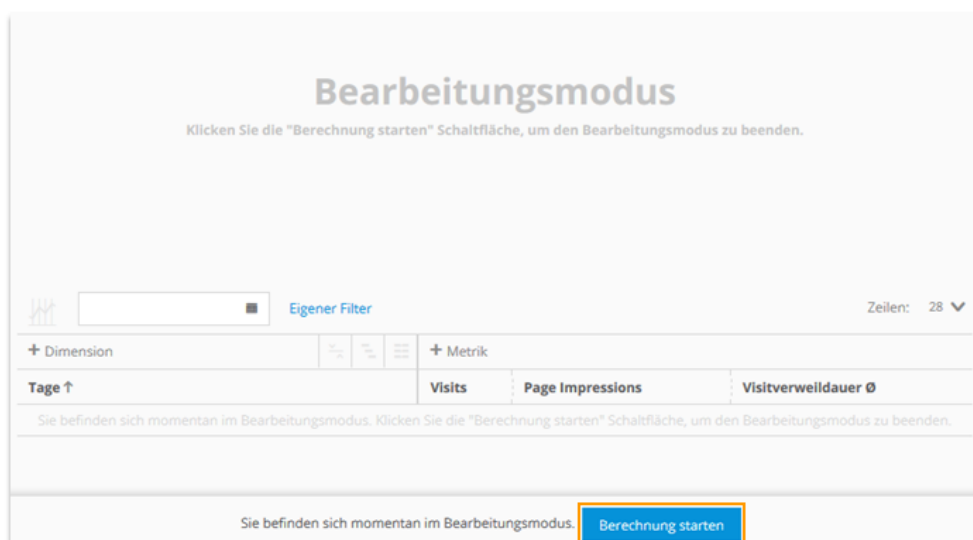 Bearbeitungsmodus
Klicken Sie die "Berechnung starten" Schaltfläche, um den Bearbeitungsmodus zu beenden.
Eigener Filter
Zeilen: 28
+ Dimension
+ Metrik
Tage ↑
Visits
Page Impressions
Visitverweildauer Ø
Sie befinden sich momentan im Bearbeitungsmodus. Klicken Sie die "Berechnung starten" Schaltfläche, um den Bearbeitungsmodus zu beenden.
Sie befinden sich momentan im Bearbeitungsmodus.
Berechnung starten